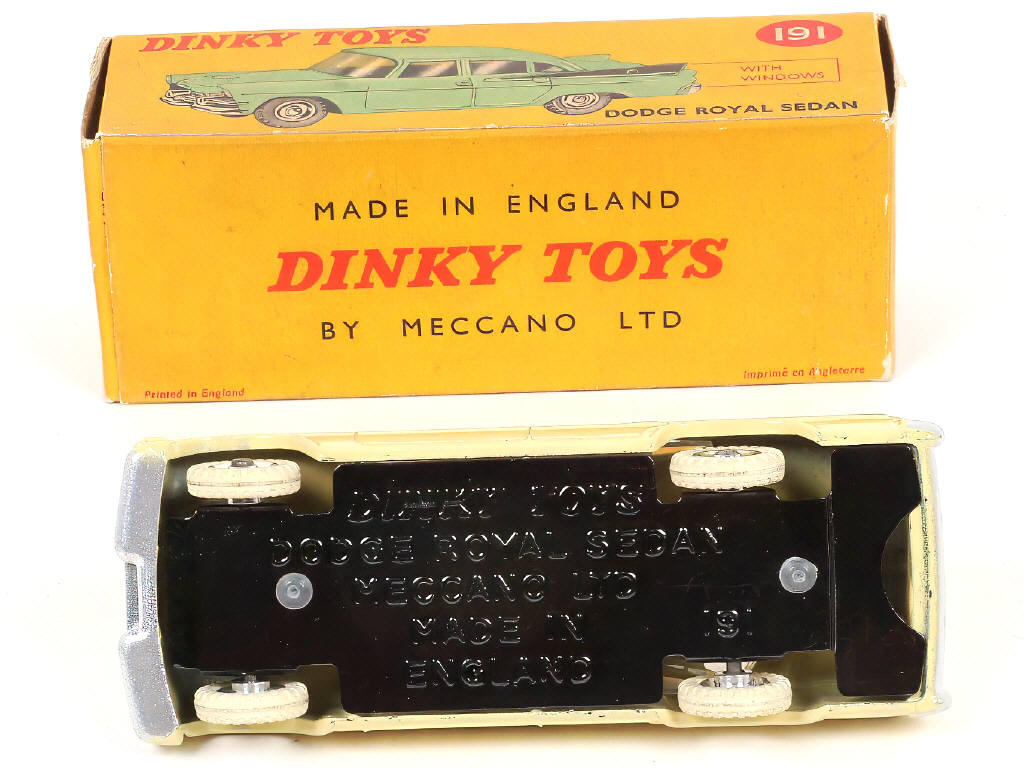 DINKY TOYS
191
WITH
WINDOWS
DODGE ROYAL SEDAN
MADE IN ENGLAND
DINKY TOYS
BY MECCANO LTD
Printed in England
Imprimé en Angleterre
DINKY TOYS
DODGE ROYAL SEDAN
MECCANO LTD
MADE IN
191
ENGLAND